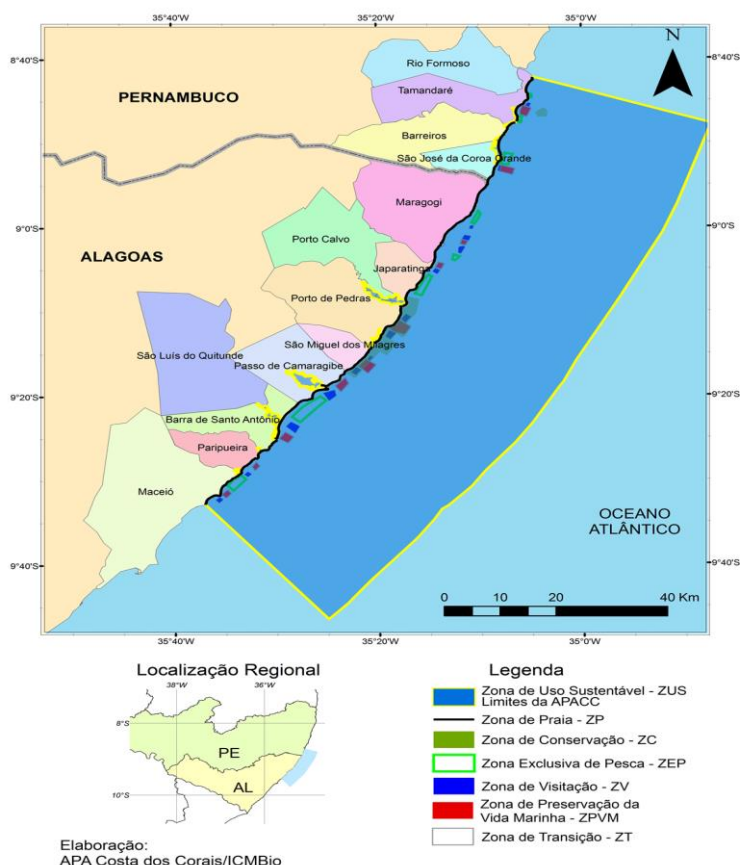 35°40'W
35°20'W
35°0'W
8°40'S
8°40'S
N
Rio Formoso
Tamandaré
PERNAMBUCO
Barreiros
São José da Coroa Grande
Maragogi
9°0'S
9°0'S
Porto Calvo
ALAGOAS
Japaratinga
Porto de Pedras
São Miguel dos Milagres
São Luís do Quitunde
Passo de Camaragibe
9°20'S
9°20'S
Barra de Santo Antônio
Paripueira
Maceió
OCEANO
ATLÂNTICO
9°40'S
9°40'S
0 10 20 40 Km
35°40'W
35°20'W
35°0'W
Localização Regional
38°W
36°W
8°S
PE
AL
10°S
Elaboração:
APA Costa dos Corais/ICMBio
Legenda
Zona de Uso Sustentável - ZUS
Limites da APACC
Zona de Praia - ZP
Zona de Conservação - ZC
Zona Exclusiva de Pesca - ZEP
Zona de Visitação - ZV
Zona de Preservação da
Vida Marinha - ZPVM
Zona de Transição - ZT